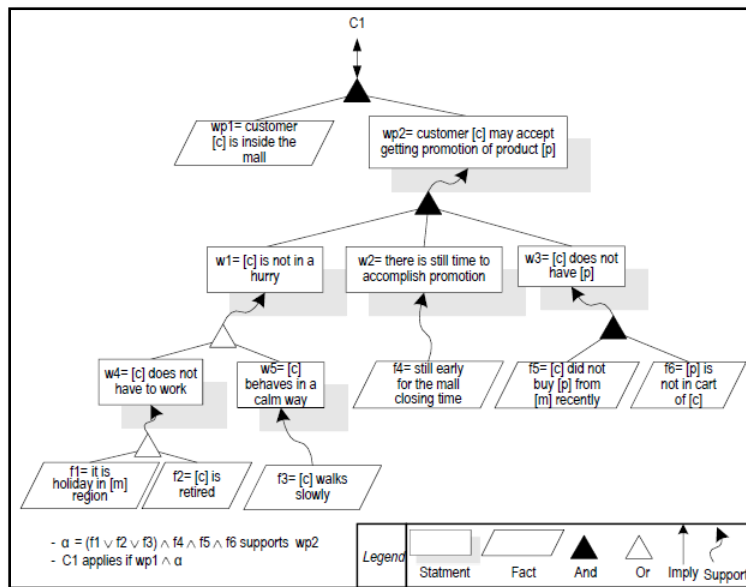 C1
wp1= customer
[c] is inside the
mall
wp2= customer [c] may accept
getting promotion of product [p]
w1= [c] is not in a
hurry
w2= there is still time to
accomplish promotion
w3= [c] does not
have [p]
w4= [c] does not
have to work
w5= [c]
behaves in a
calm way
f4= still early
for the mall
closing time
f5= [c] did not
buy [p] from
[m] recently
f6= [p] is
not in cart
of [c]
f1= it is
holiday in [m]
region
f2= [c] is
retired
f3= [c] walks
slowly
- α = (f1 ∨ f2 ∨ f3) ∧ f4 ∧ f5 ∧ f6 supports wp2
- C1 applies if wp1 ∧ α
Legend
Statment
Fact
And
Or
Imply
Support